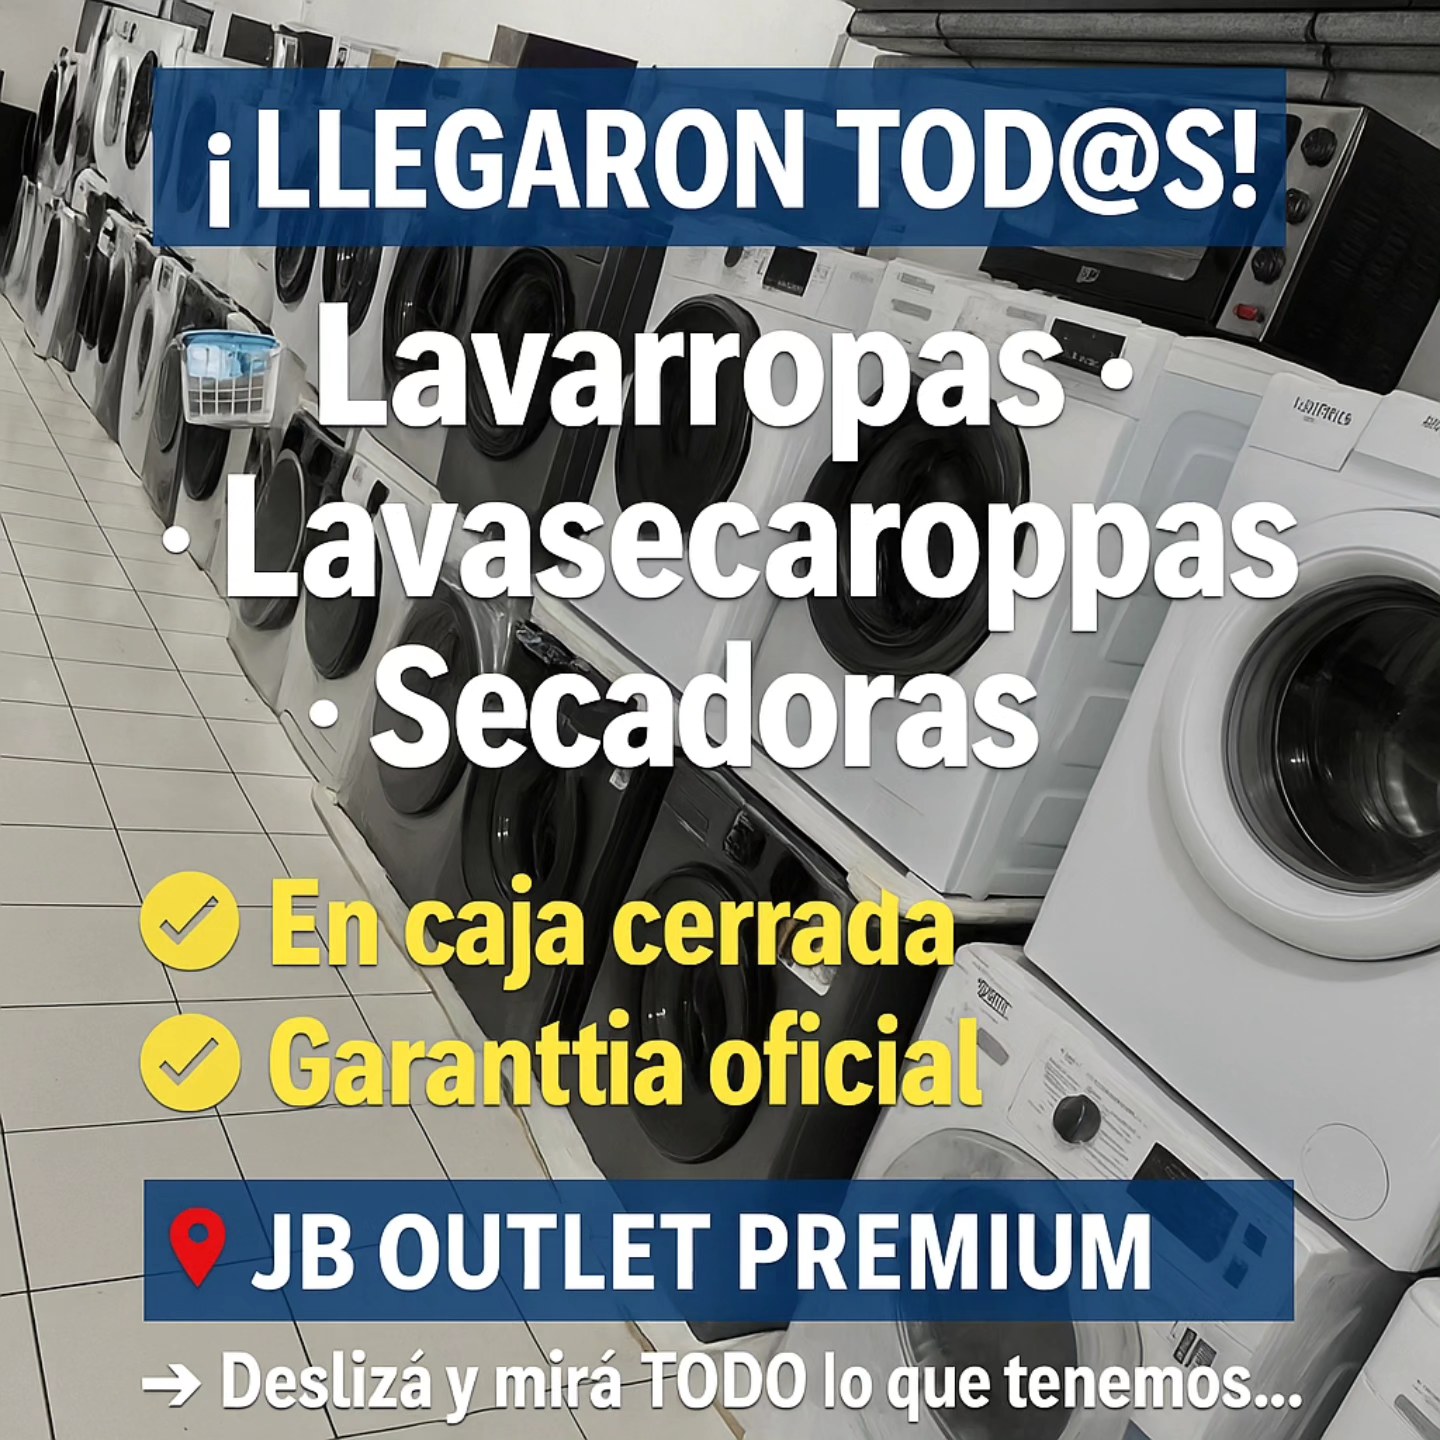 ¡LLEGARON TOD@S!
Lavarropas ·
· Lavasecaroppas
· Secadoras
En caja cerrada
Garanttia oficial
JB OUTLET PREMIUM
→ Deslizá y mirá TODO lo que tenemos...